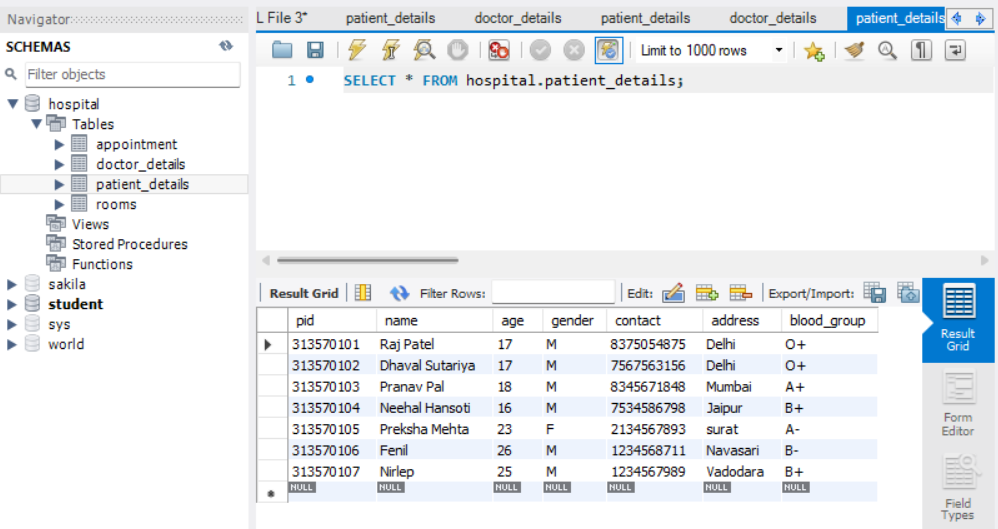 Navigator
SCHEMAS
Filter objects
hospital
Tables
appointment
doctor_details
patient_details
rooms
Views
Stored Procedures
Functions
sakila
student
sys
world
L File 3* patient_details doctor_details patient_details doctor_details patient_details
Limit to 1000 rows
1 SELECT * FROM hospital.patient_details;
Result Grid Filter Rows: Edit: Export/Import:
pid name age gender contact address blood_group
313570101 Raj Patel 17 M 8375054875 Delhi O+
313570102 Dhaval Sutariya 17 M 7567563156 Delhi O+
313570103 Pranav Pal 18 M 8345671848 Mumbai A+
313570104 Neehal Hansoti 16 M 7534586798 Jaipur B+
313570105 Preksha Mehta 23 F 2134567893 surat A-
313570106 Fenil 26 M 1234568711 Navasari B-
313570107 Nirlep 25 M 1234567989 Vadodara B+
NULL NULL NULL NULL NULL NULL NULL
Result
Grid
Form
Editor
Field
Types